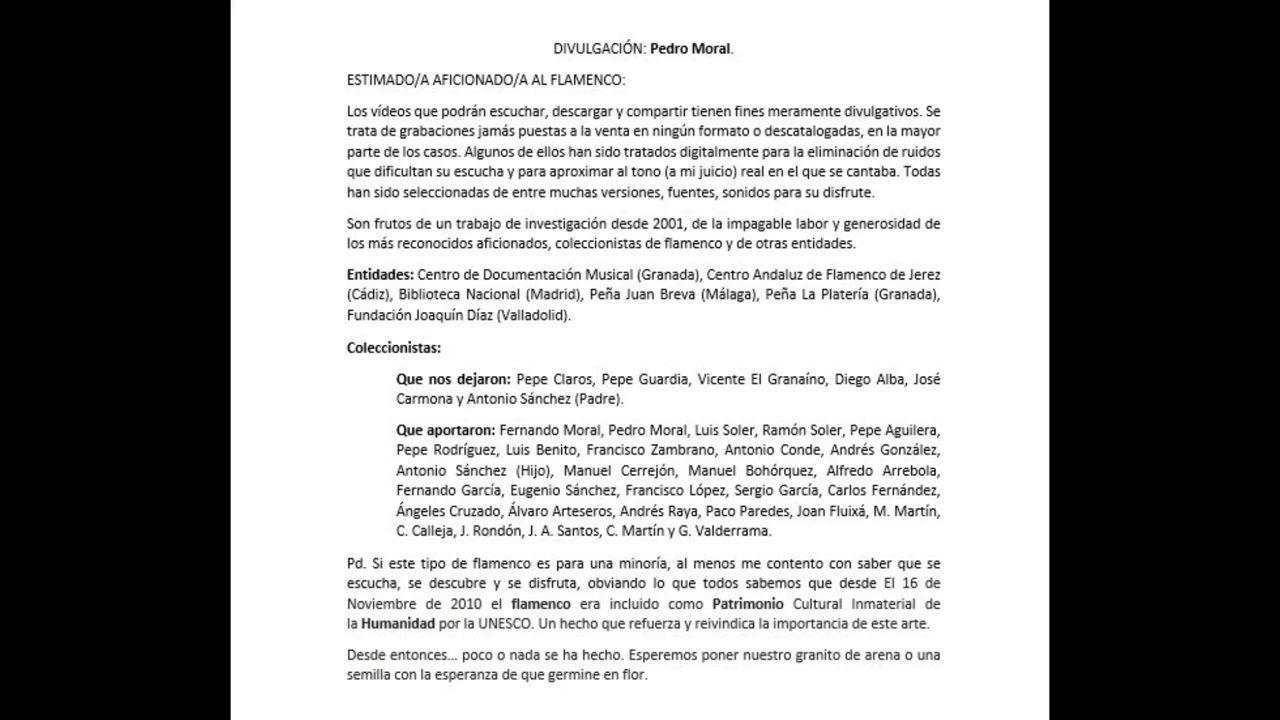 DIVULGACIÓN: Pedro Moral.
ESTIMADO/A AFICIONADO/A AL FLAMENCO:
Los vídeos que podrán escuchar, descargar y compartir tienen fines meramente divulgativos. Se
trata de grabaciones jamás puestas a la venta en ningún formato o descatalogadas, en la mayor
parte de los casos. Algunos de ellos han sido tratados digitalmente para la eliminación de ruidos
que dificultan su escucha y para aproximar al tono (a mi juicio) real en el que se cantaba. Todas
han sido seleccionadas de entre muchas versiones, fuentes, sonidos para su disfrute.
Son frutos de un trabajo de investigación desde 2001, de la impagable labor y generosidad de
los más reconocidos aficionados, coleccionistas de flamenco y de otras entidades.
Entidades: Centro de Documentación Musical (Granada), Centro Andaluz de Flamenco de Jerez
(Cádiz), Biblioteca Nacional (Madrid), Peña Juan Breva (Málaga), Peña La Platería (Granada),
Fundación Joaquín Díaz (Valladolid).
Coleccionistas:
Que nos dejaron: Pepe Claros, Pepe Guardia, Vicente El Granaíno, Diego Alba, José
Carmona y Antonio Sánchez (Padre).
Que aportaron: Fernando Moral, Pedro Moral, Luis Soler, Ramón Soler, Pepe Aguilera,
Pepe Rodríguez, Luis Benito, Francisco Zambrano, Antonio Conde, Andrés González,
Antonio Sánchez (Hijo), Manuel Cerrejón, Manuel Bohórquez, Alfredo Arrebola,
Fernando García, Eugenio Sánchez, Francisco López, Sergio García, Carlos Fernández,
Ángeles Cruzado, Álvaro Arteseros, Andrés Raya, Paco Paredes, Joan Fluixá, M. Martín,
C. Calleja, J. Rondón, J. A. Santos, C. Martín y G. Valderrama.
Pd. Si este tipo de flamenco es para una minoría, al menos me contento con saber que se
escucha, se descubre y se disfruta, obviando lo que todos sabemos que desde El 16 de
Noviembre de 2010 el flamenco era incluido como Patrimonio Cultural Inmaterial de
la Humanidad por la UNESCO. Un hecho que refuerza y reivindica la importancia de este arte.
Desde entonces... poco o nada se ha hecho. Esperemos poner nuestro granito de arena o una
semilla con la esperanza de que germine en flor.